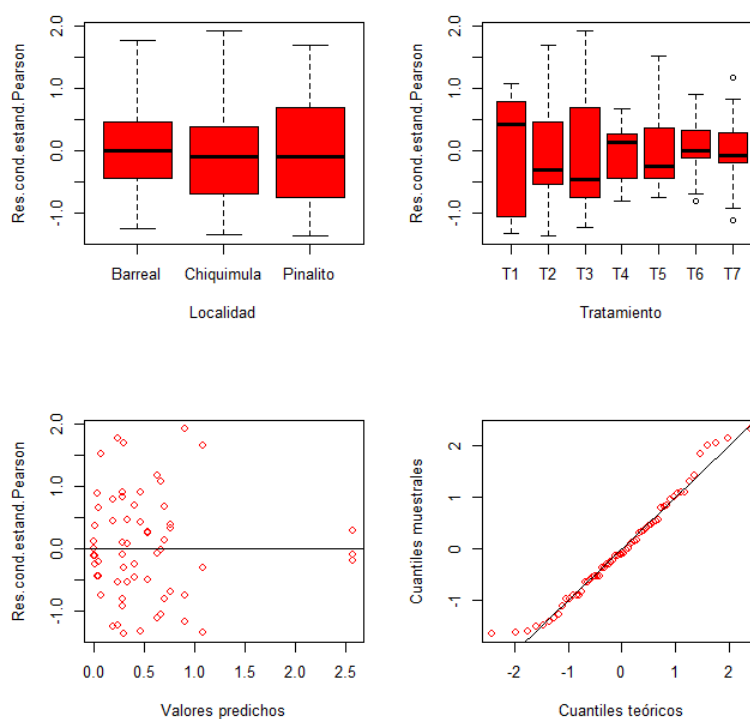 Res.cond.estand.Pearson
-1.0 0.0 1.0 2.0
Barreal Chiquimula Pinalito
Localidad
Res.cond.estand.Pearson
-1.0 0.0 1.0 2.0
T1 T2 T3 T4 T5 T6 T7
Tratamiento
Res.cond.estand.Pearson
-1.0 0.0 1.0 2.0
0.0 0.5 1.0 1.5 2.0 2.5
Valores predichos
Cuantiles muestrales
-1 0 1 2
-2 -1 0 1 2
Cuantiles teóricos